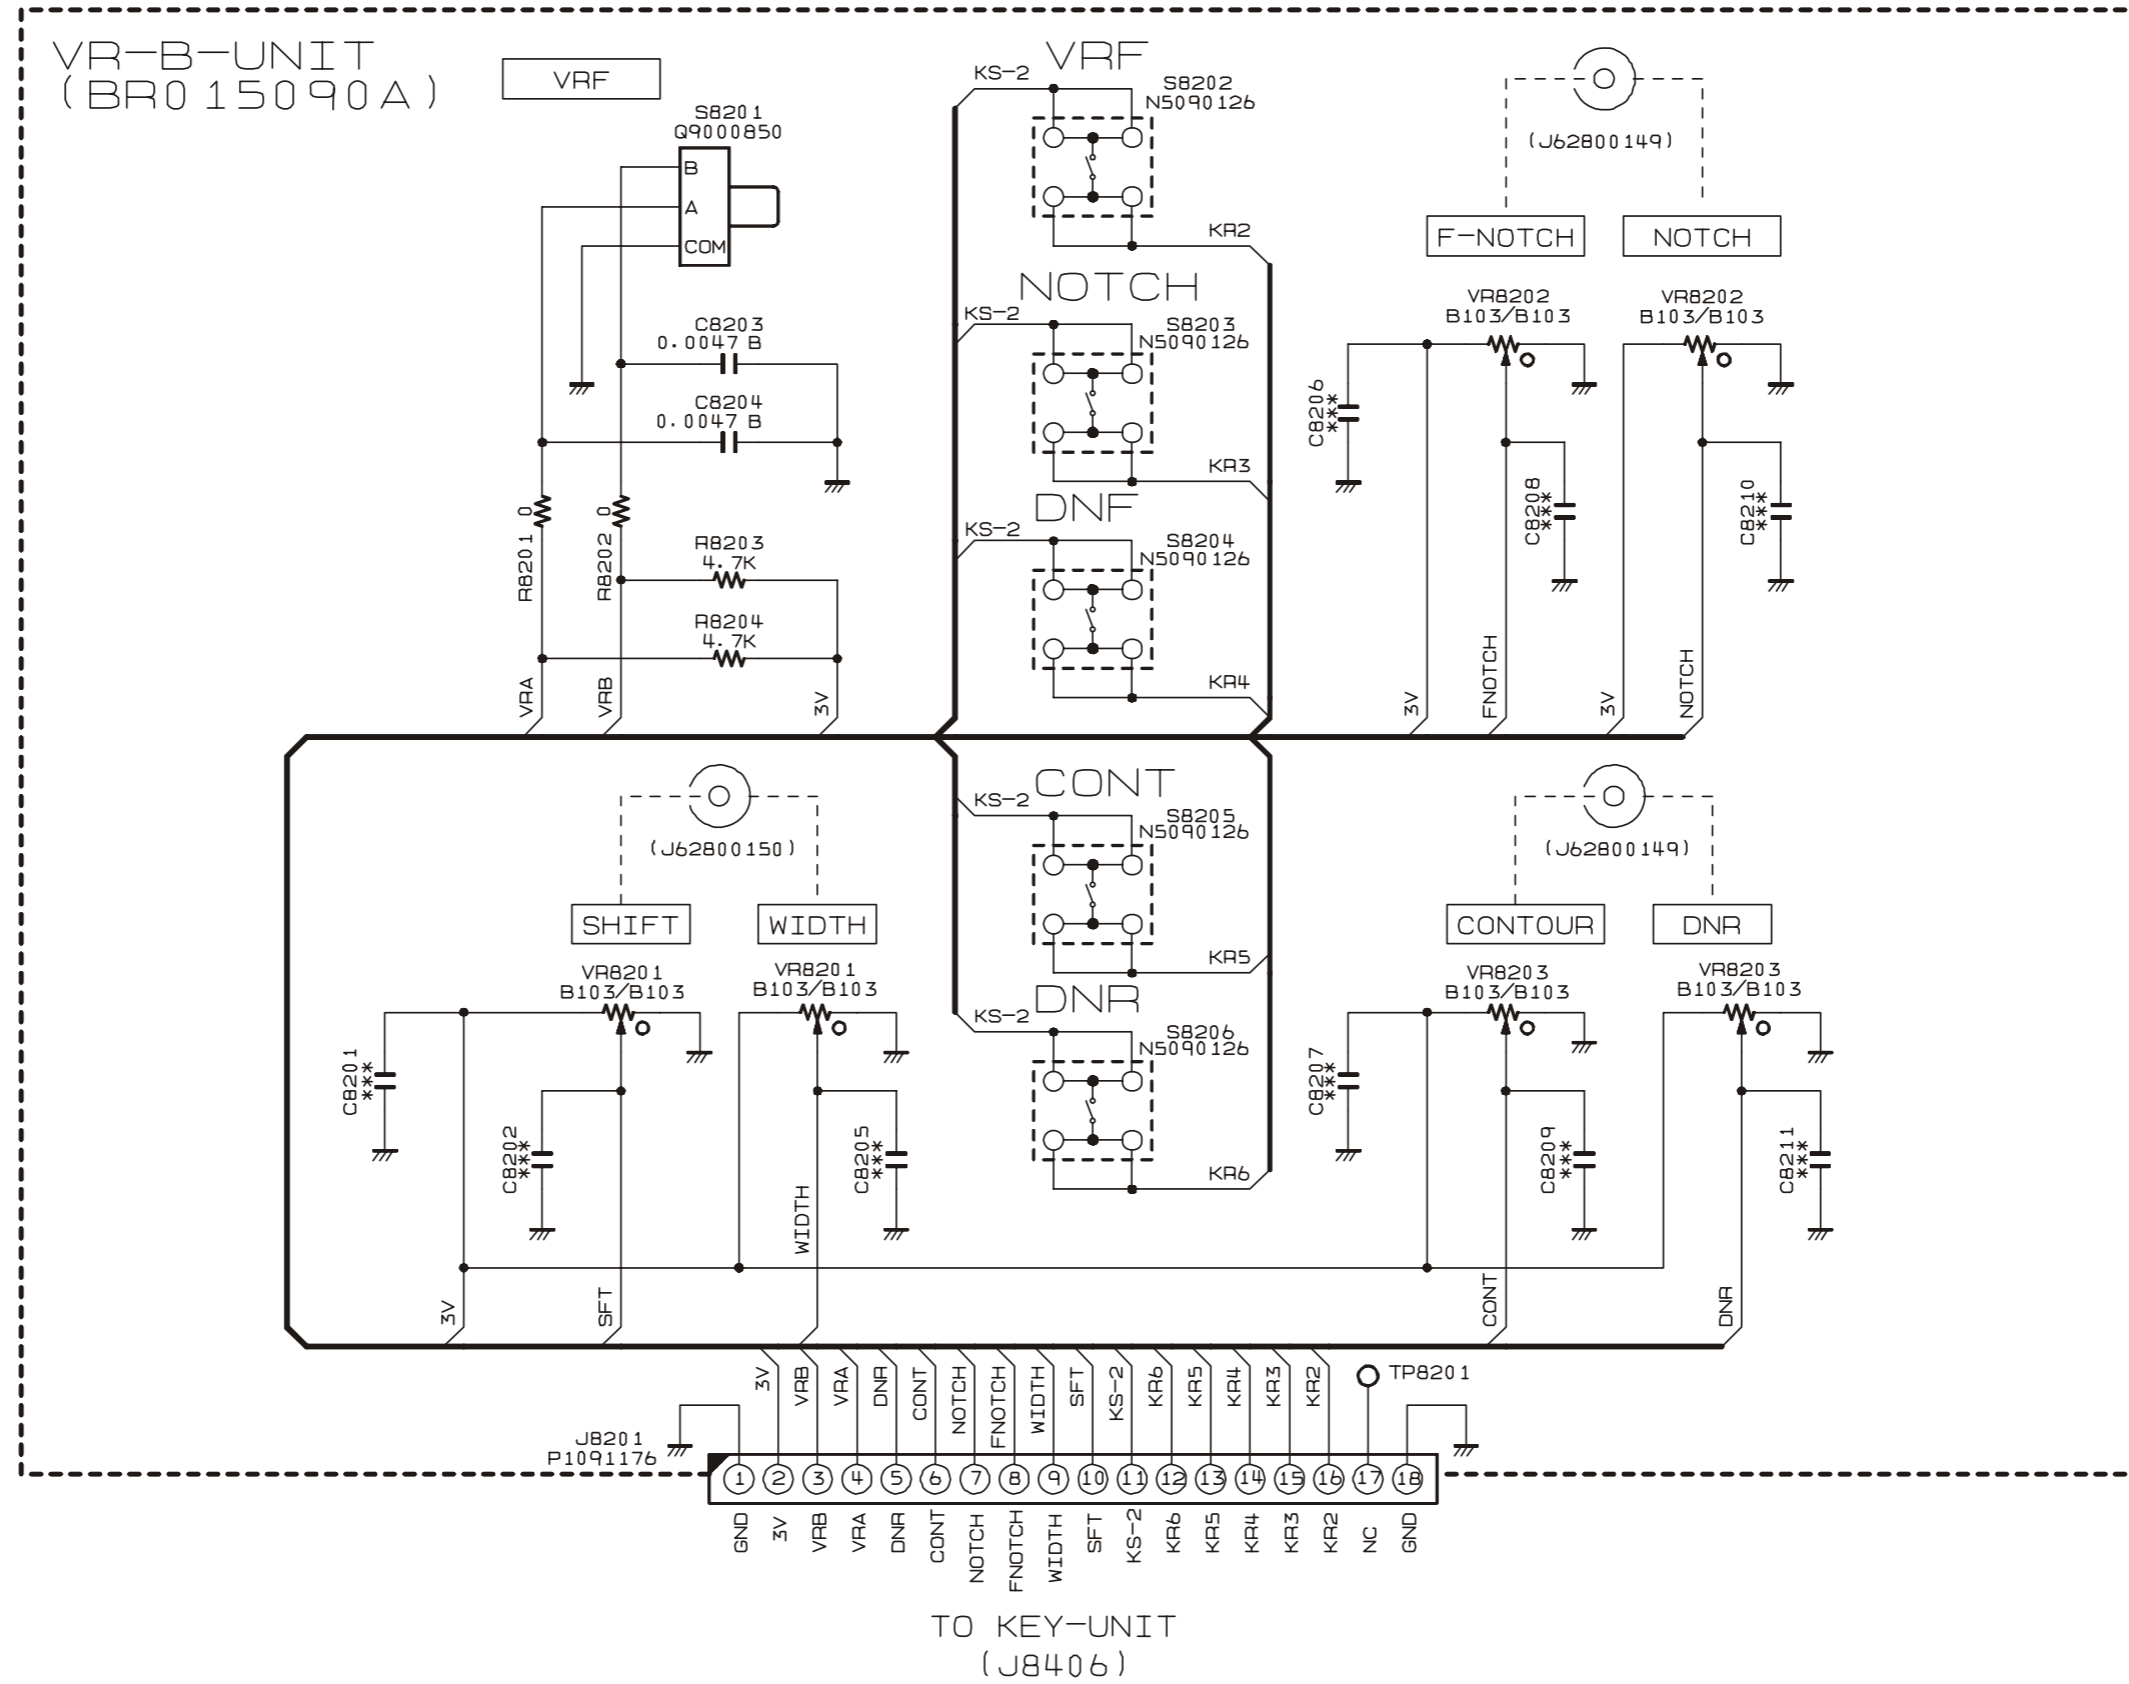 VR-B-UNIT
(BR015090A)
VRF
S8201
Q9000850
B
A
COM
C8203
0.0047 B
C8204
0.0047 B
R8201 0
R8202 0
R8203
4.7K
R8204
4.7K
VRA
VRB
3V
VRF
KS-2
S8202
N5090126
KR2
NOTCH
KS-2
S8203
N5090126
KR3
DNF
KS-2
S8204
N5090126
KR4
(J62800149)
F-NOTCH
NOTCH
VR8202
B103/B103
VR8202
B103/B103
C8206
***
C8208
***
C8210
***
3V
FNOTCH
3V
NOTCH
(J62800150)
SHIFT
WIDTH
VR8201
B103/B103
VR8201
B103/B103
C8201
***
C8202
***
C8205
***
WIDTH
3V
SFT
CONT
KS-2
S8205
N5090126
KR5
DNR
KS-2
S8206
N5090126
KR6
(J62800149)
CONTOUR
DNR
VR8203
B103/B103
VR8203
B103/B103
C8207
***
C8209
***
C8211
***
CONT
DNR
3V
VRB
VRA
DNR
CONT
NOTCH
FNOTCH
WIDTH
SFT
KS-2
KR6
KR5
KR4
KR3
KR2
TP8201
J8201
P1091176
1 2 3 4 5 6 7 8 9 10 11 12 13 14 15 16 17 18
GND
3V
VRB
VRA
DNR
CONT
NOTCH
FNOTCH
WIDTH
SFT
KS-2
KR6
KR5
KR4
KR3
KR2
NC
GND
TO KEY-UNIT
(J8406)